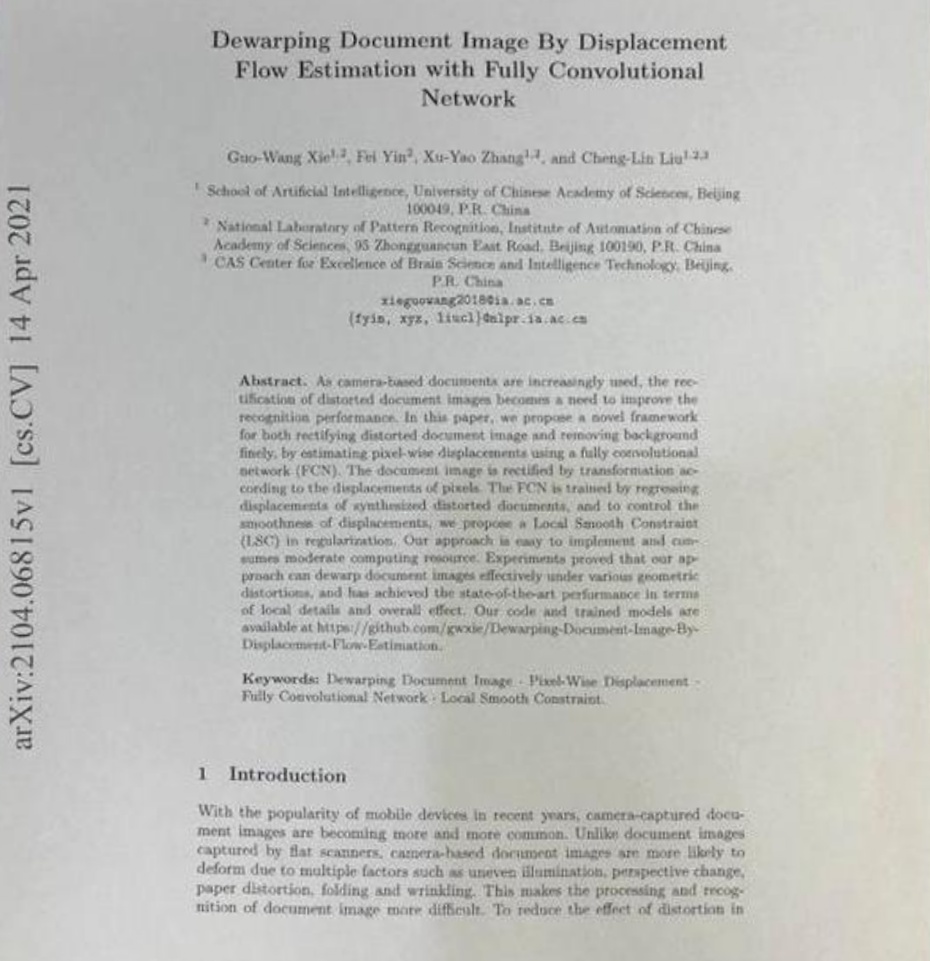 Dewarping Document Image By Displacement
Flow Estimation with Fully Convolutional
Network
Guo-Wang Xie1,2, Fei Yin2, Xu-Yao Zhang1,2, and Cheng-Lin Liu1,2,3
1 School of Artificial Intelligence, University of Chinese Academy of Sciences, Beijing
100049, P.R. China
2 National Laboratory of Pattern Recognition, Institute of Automation of Chinese
Academy of Sciences, 95 Zhongguancun East Road, Beijing 100190, P.R. China
3 CAS Center for Excellence of Brain Science and Intelligence Technology, Beijing,
P.R. China
xieguowang2018@ia.ac.cn
{fyin, xyz, liucl}@nlpr.ia.ac.cn
arXiv:2104.06815v1 [cs.CV] 14 Apr 2021
Abstract. As camera-based documents are increasingly used, the rec-
tification of distorted document images becomes a need to improve the
recognition performance. In this paper, we propose a novel framework
for both rectifying distorted document image and removing background
finely, by estimating pixel-wise displacements using a fully convolutional
network (FCN). The document image is rectified by transformation ac-
cording to the displacements of pixels. The FCN is trained by regressing
displacements of synthesized distorted documents, and to control the
smoothness of displacements, we propose a Local Smooth Constraint
(LSC) in regularization. Our approach is easy to implement and con-
sumes moderate computing resource. Experiments proved that our ap-
proach can dewarp document images effectively under various geometric
distortions, and has achieved the state-of-the-art performance in terms
of local details and overall effect. Our code and trained models are
available at https://github.com/gwxie/Dewarping-Document-Image-By-
Displacement-Flow-Estimation.
Keywords: Dewarping Document Image · Pixel-Wise Displacement ·
Fully Convolutional Network · Local Smooth Constraint.
1 Introduction
With the popularity of mobile devices in recent years, camera-captured docu-
ment images are becoming more and more common. Unlike document images
captured by flat scanners, camera-based document images are more likely to
deform due to multiple factors such as uneven illumination, perspective change,
paper distortion, folding and wrinkling. This makes the processing and recog-
nition of document image more difficult. To reduce the effect of distortion in